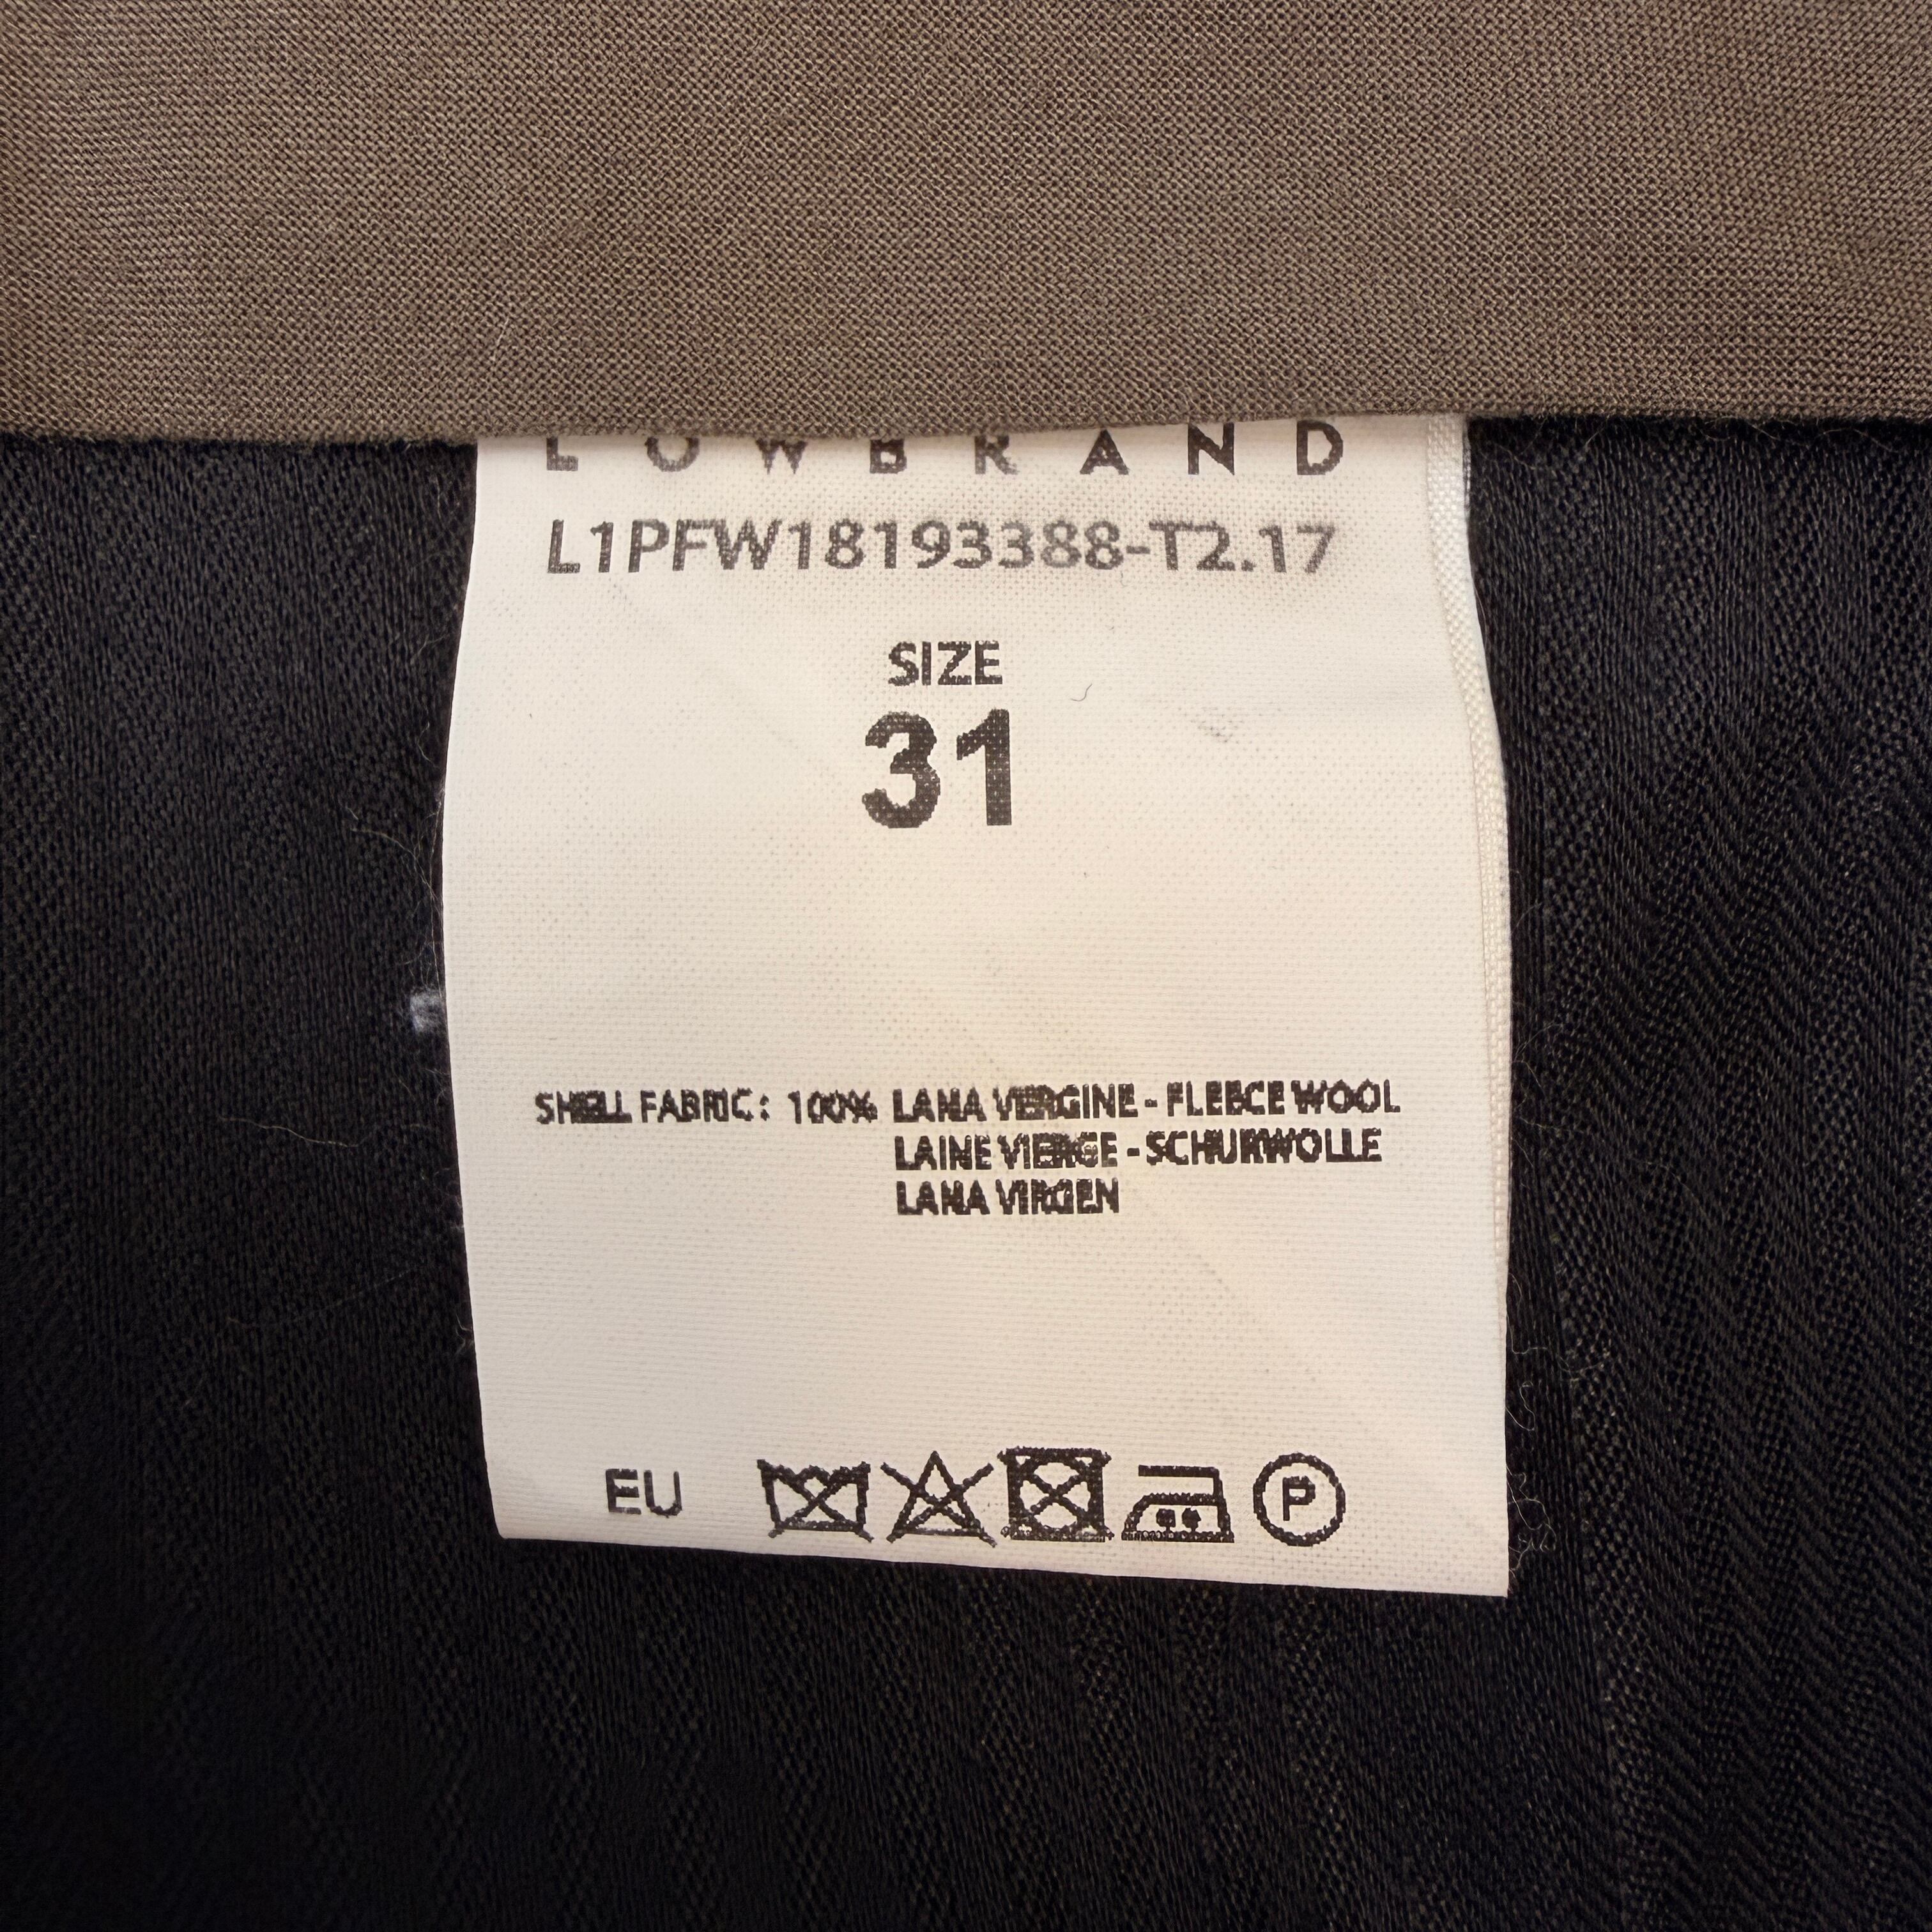 LOWBRAND
L1PFW18193388-T2.17
SIZE
31
SHELL FABRIC: 100% LANA VERGINE - FLEECE WOOL
LAINE VIERGE - SCHURWOLLE
LANA VIRGEN
EU P